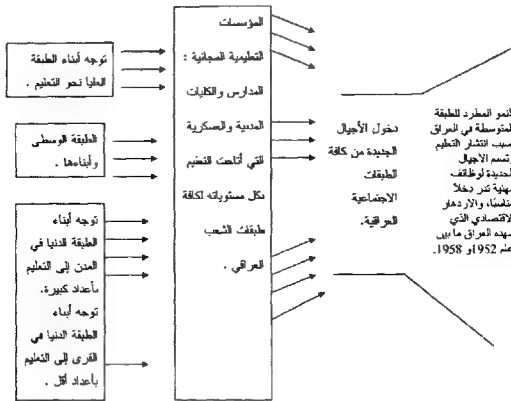 توجه أبناء الطبقة
العليا نحو التعليم .
الطبقة الوسطى
وأبناءها .
توجه أبناء
الطبقة الدنيا في
المدن إلى التعليم
بأعداد كبيرة.
توجه أبناء
الطبقة الدنيا في
القرى إلى التعليم
بأعداد أقل .
المؤسسات
التعليمية المجانية :
المدارس والكليات
المدنية والعسكرية
التي أتاحت التعليم
بكل مستوياته لكافة
طبقات الشعب
العراقي .
دخول الأجيال
الجديدة من كافة
الطبقات
الاجتماعية
العراقية.
النمو المطرد للطبقة
المتوسطة في العراق
بسبب انتشار التعليم
وتسنم الأجيال
الجديدة لوظائف
مهنية تدر دخلاً
مناسبًا، والازدهار
الاقتصادي الذي
شهده العراق ما بين
عام 1952 و 1958.